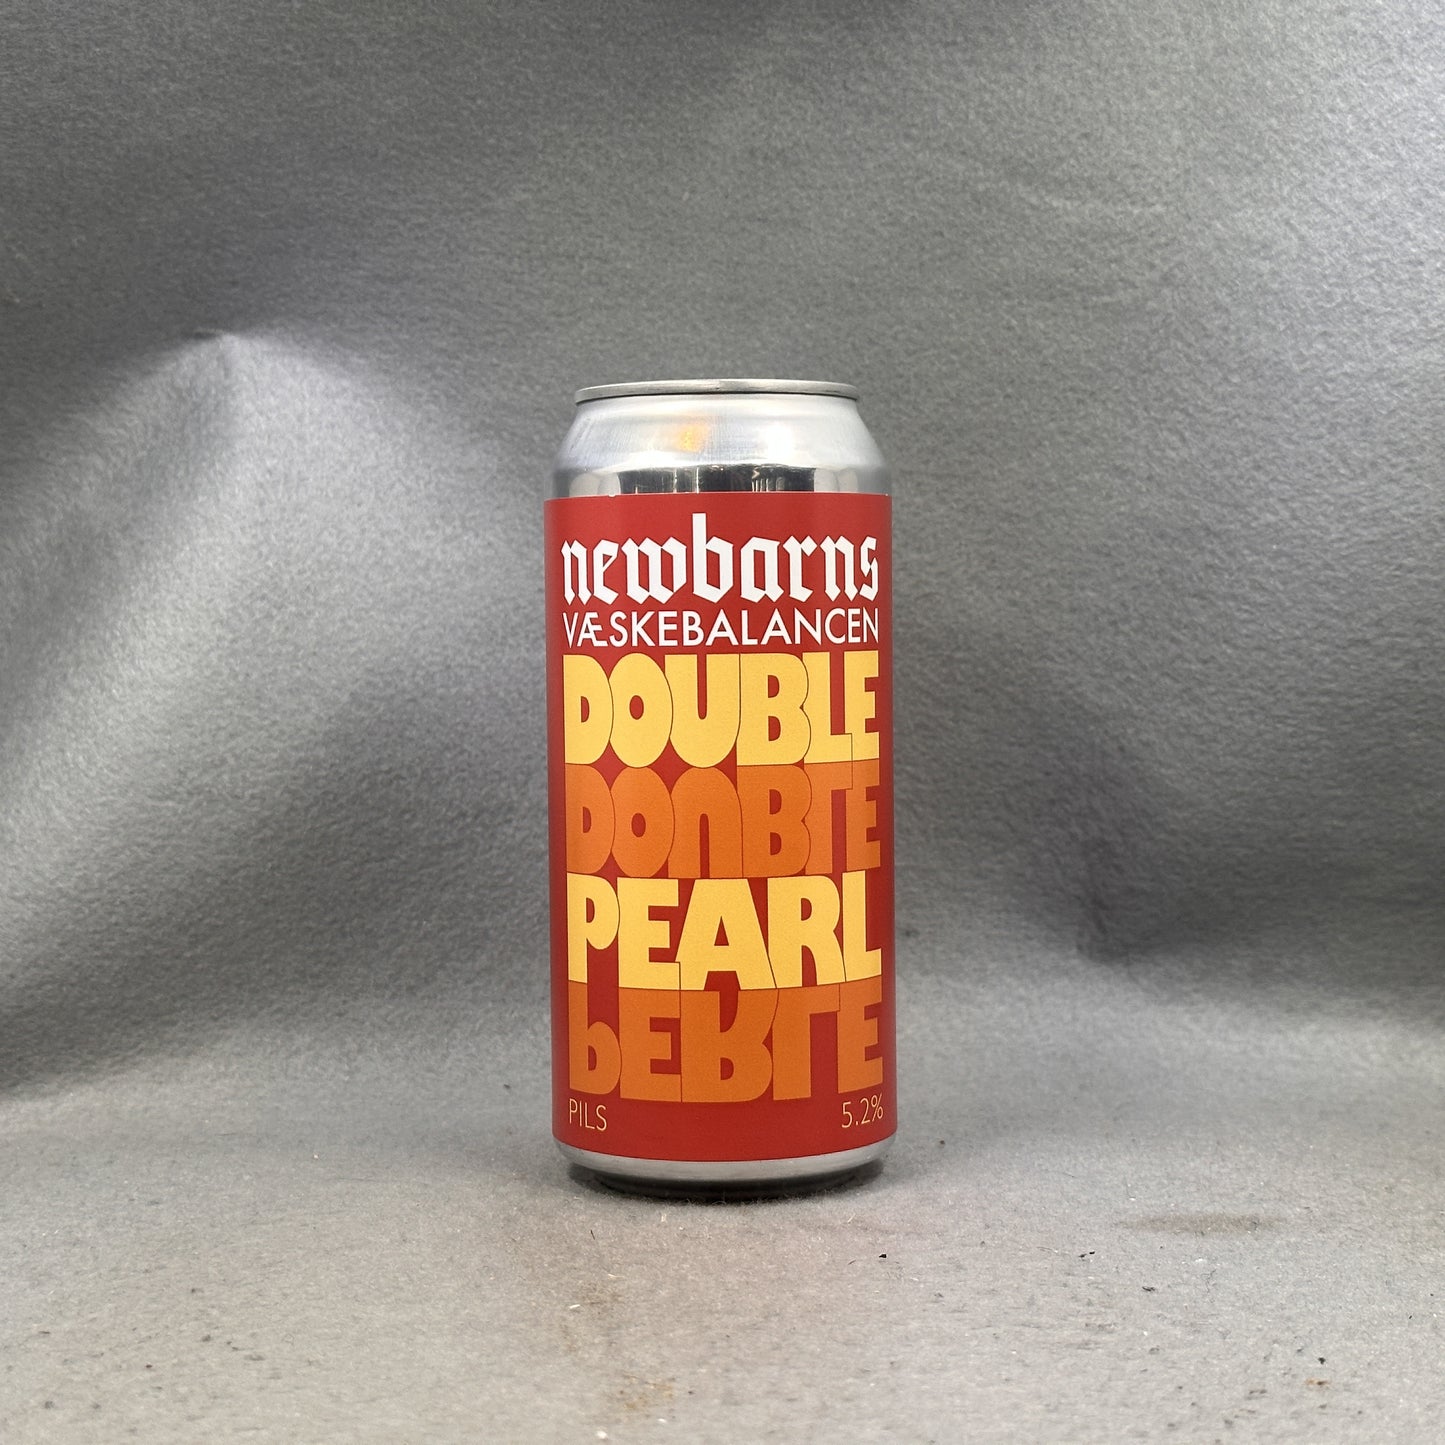 newbarns
VÆSKEBALANCEN
DOUBLE
DOUBLE
PEARL
PEARL
PILS 5.2%